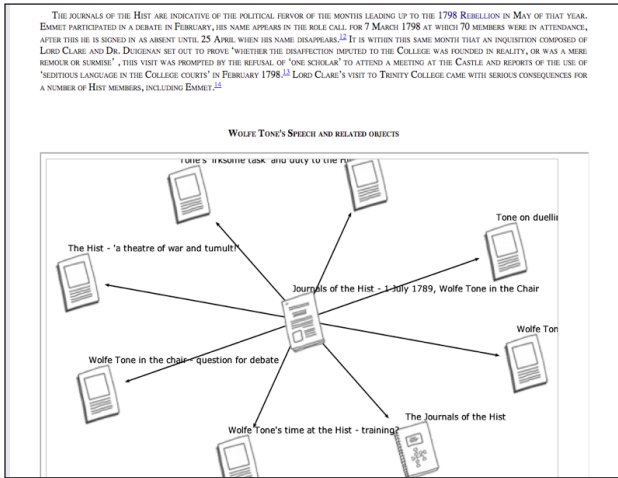 The journals of the Hist are indicative of the political fervor of the months leading up to the 1798 Rebellion in May of that year.
Emmet participated in a debate in February, his name appears in the role call for 7 March 1798 at which 70 members were in attendance,
after this he is signed in as absent until 25 April when his name disappears.12 It is within this same month that an inquisition composed of
Lord Clare and Dr. Duigenan set out to prove 'whether the disaffection imputed to the College was founded in reality, or was a mere
remour or surmise' , this visit was prompted by the refusal of 'one scholar' to attend a meeting at the Castle and reports of the use of
'seditious language in the College courts' in February 1798.13 Lord Clare's visit to Trinity College came with serious consequences for
a number of Hist members, including Emmet.14
Wolfe Tone's Speech and related objects
Tone's 'irksome task' and duty to the
Tone on
The Hist - 'a theatre of war and tumult!'
Journals of the Hist - 1 July 1789, Wolfe Tone in the Chair
Wolfe Ton
Wolfe Tone in the chair - question for debate
The Journals of the Hist
Wolfe Tone's time at the Hist - training?